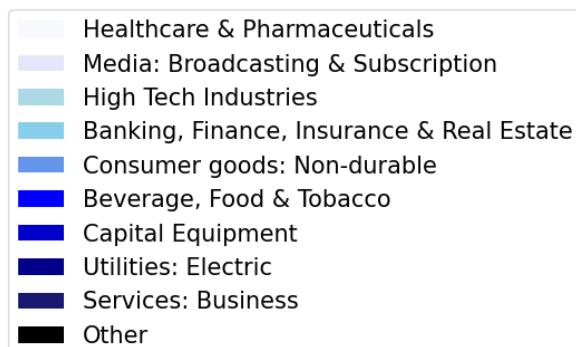 Healthcare & Pharmaceuticals
Media: Broadcasting & Subscription
High Tech Industries
Banking, Finance, Insurance & Real Estate
Consumer goods: Non-durable
Beverage, Food & Tobacco
Capital Equipment
Utilities: Electric
Services: Business
Other